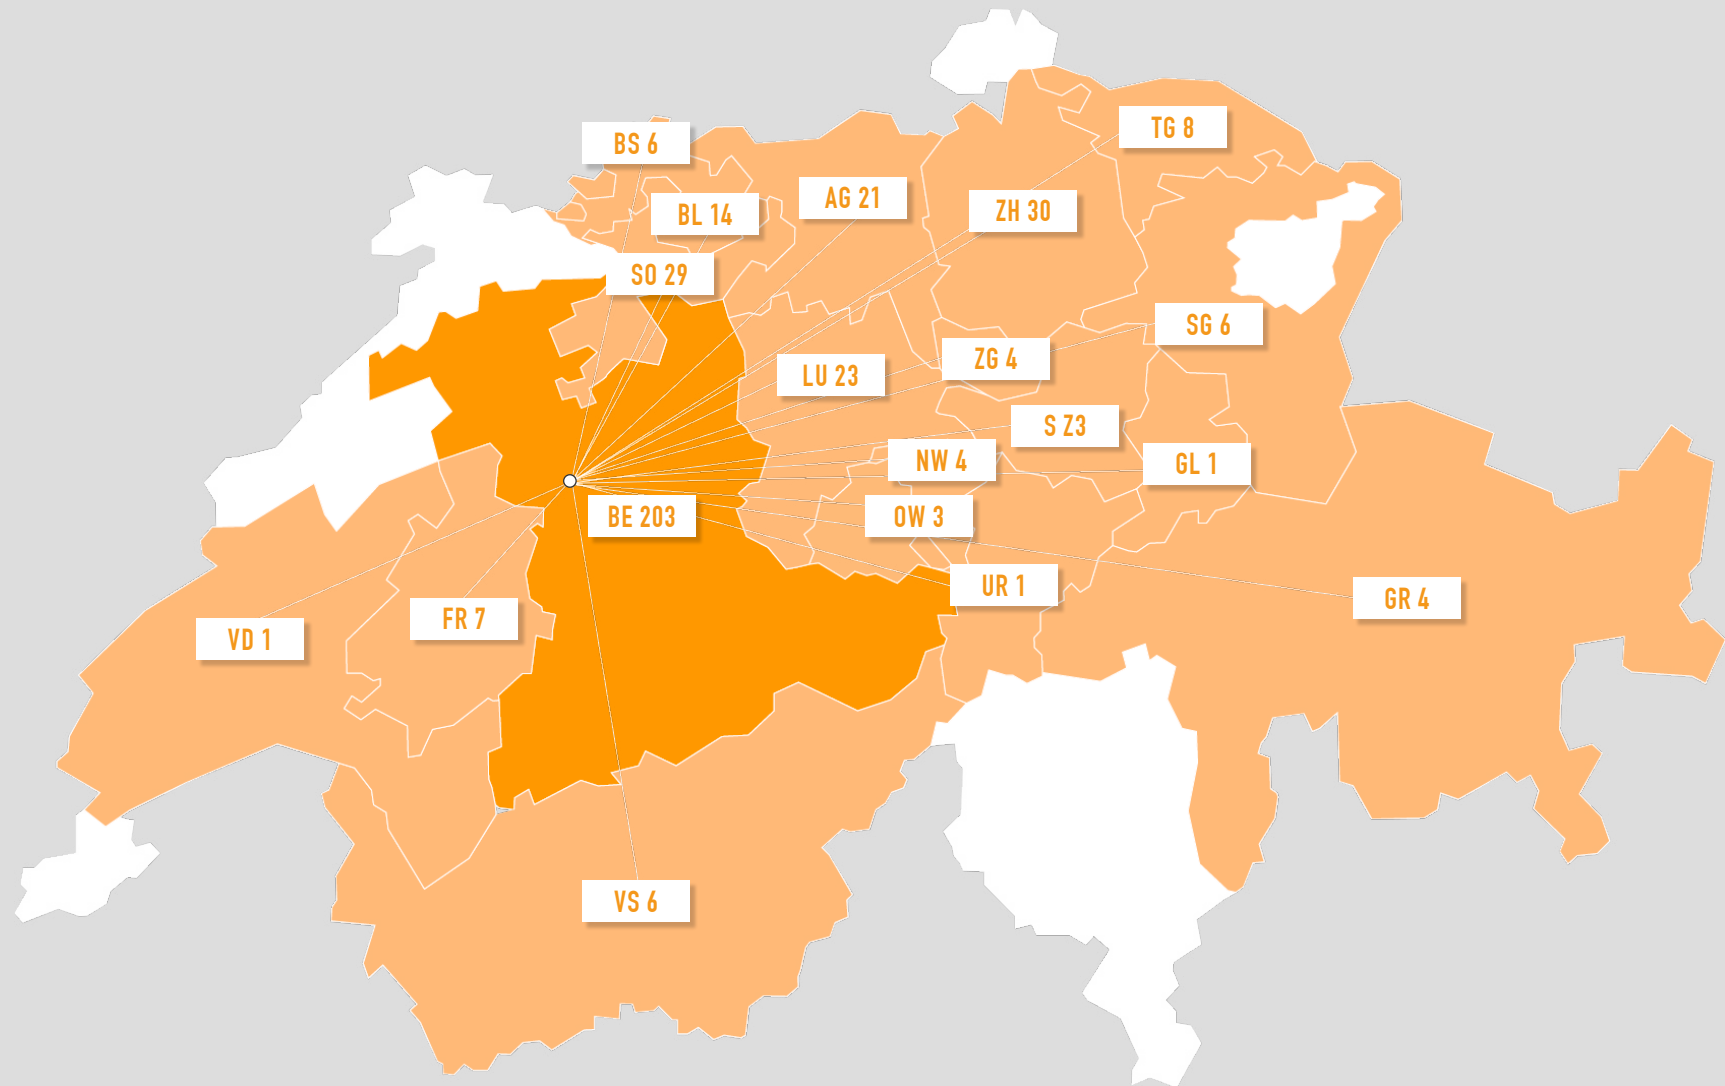 TG 8
BS 6
AG 21
BL 14
ZH 30
SO 29
SG 6
ZG 4
LU 23
S Z3
NW 4
GL 1
BE 203
OW 3
UR 1
GR 4
FR 7
VD 1
VS 6